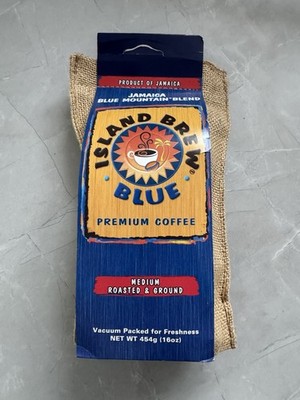 PRODUCT OF JAMAICA
JAMAICA
BLUE MOUNTAIN® BLEND
ISLAND BREW®
BLUE
PREMIUM COFFEE
MEDIUM
ROASTED & GROUND
Vacuum Packed for Freshness
NET WT 454g (16oz)